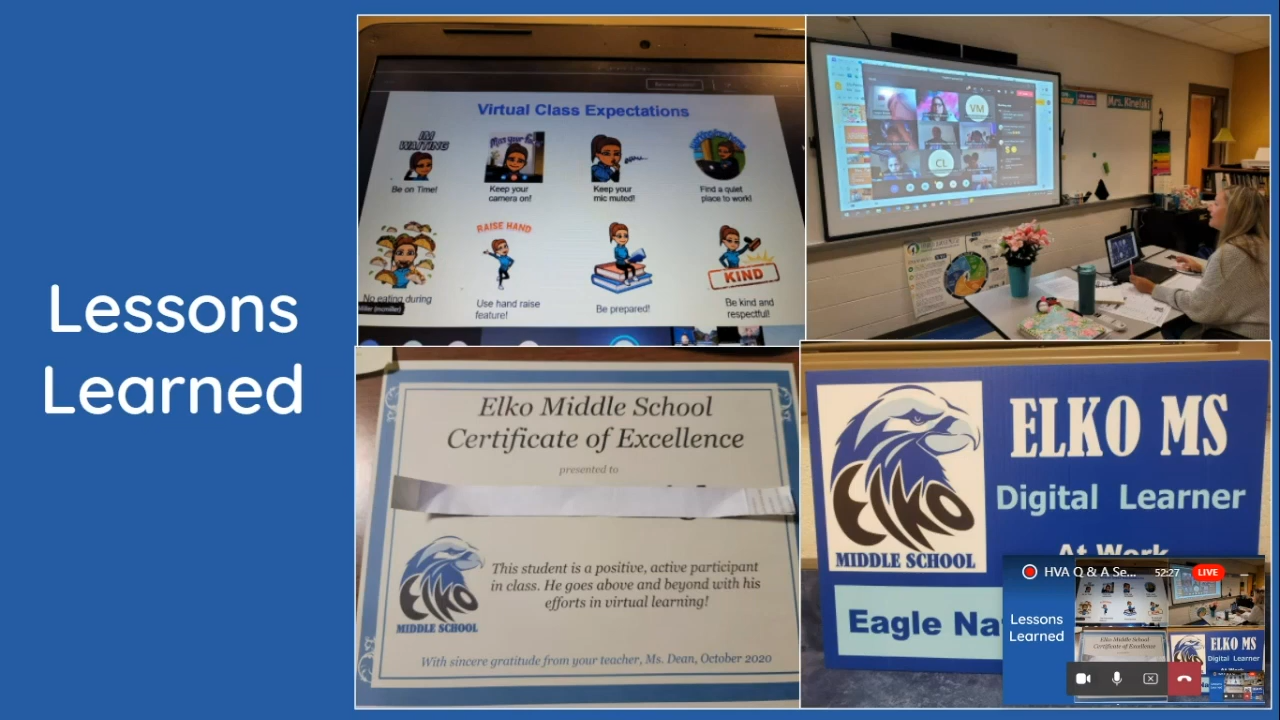 Lessons
Learned
Virtual Class Expectations
I'M
WAITING
Be on Time!
Keep your
camera on!
Keep your
mic muted!
Find a quiet
place to work!
No eating during
RAISE HAND
Use hand raise
feature!
Be prepared!
KIND
Be kind and
respectful!
VM
CL
Mrs. Kinelski
Elko Middle School
Certificate of Excellence
presented to
This student is a positive, active participant
in class. He goes above and beyond with his
efforts in virtual learning!
ELKO
MIDDLE SCHOOL
With sincere gratitude from your teacher, Ms. Dean, October 2020
ELKO
MIDDLE SCHOOL
ELKO MS
Digital Learner
At Work
Eagle Na
HVA Q & A Se...
52:27
LIVE
Lessons
Learned
Elko Middle School
Certificate of Excellence
ELKO MS
Digital Learner